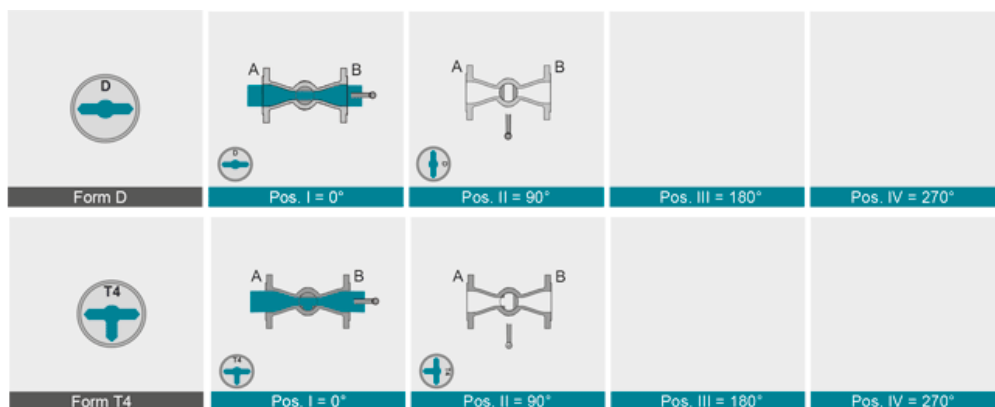 D
A B
D
A B
D
Form D
Pos. I = 0°
Pos. II = 90°
Pos. III = 180°
Pos. IV = 270°
T4
A B
T4
A B
T4
Form T4
Pos. I = 0°
Pos. II = 90°
Pos. III = 180°
Pos. IV = 270°